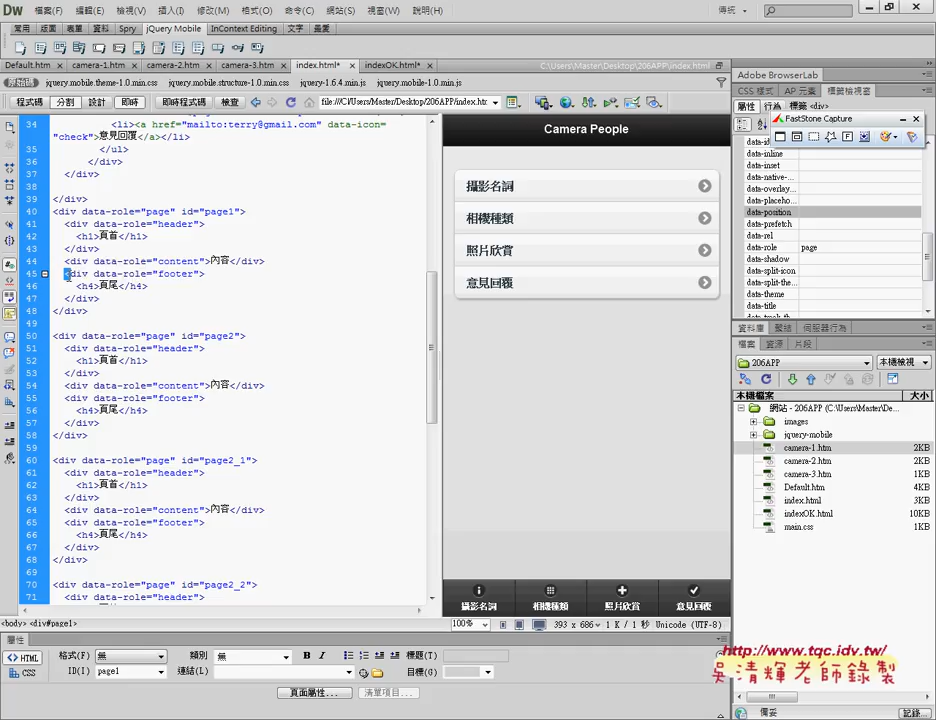 Dw 檔案(F) 編輯(E) 檢視(V) 插入(I) 修改(M) 格式(O) 命令(C) 網站(S) 視窗(W) 說明(H) 傳統
常用 版面 表單 資料 Spry jQuery Mobile InContext Editing 文字 最愛
Default.htm × camera-1.htm × camera-2.htm × camera-3.htm × index.html* × indexOK.html* × C:\Users\Master\Desktop\206APP\index.html
原始碼 jquery.mobile.theme-1.0.min.css jquery.mobile.structure-1.0.min.css jquery-1.6.4.min.js jquery.mobile-1.0.min.js
程式碼 分割 設計 即時 即時程式碼 檢查 file:///C|/Users/Master/Desktop/206APP/index.htr
34 <li><a href="mailto:terry@gmail.com" data-icon=
"check">意見回覆</a></li>
35 </ul>
36 </div>
37 </div>
38
39 </div>
40 <div data-role="page" id="page1">
41 <div data-role="header">
42 <h1>頁首</h1>
43 </div>
44 <div data-role="content">內容</div>
45 <div data-role="footer">
46 <h4>頁尾</h4>
47 </div>
48 </div>
49
50 <div data-role="page" id="page2">
51 <div data-role="header">
52 <h1>頁首</h1>
53 </div>
54 <div data-role="content">內容</div>
55 <div data-role="footer">
56 <h4>頁尾</h4>
57 </div>
58 </div>
59
60 <div data-role="page" id="page2_1">
61 <div data-role="header">
62 <h1>頁首</h1>
63 </div>
64 <div data-role="content">內容</div>
65 <div data-role="footer">
66 <h4>頁尾</h4>
67 </div>
68 </div>
69
70 <div data-role="page" id="page2_2">
71 <div data-role="header">
Camera People
攝影名詞
相機種類
照片欣賞
意見回覆
攝影名詞 相機種類 照片欣賞 意見回覆
<body> <div#page1> 100% 393 x 686 1 K / 1 秒 Unicode (UTF-8)
屬性
HTML 格式(F) 無 類別 無 B I 標題(T)
CSS ID(I) page1 連結(L) 目標(G)
頁面屬性... 清單項目...
Adobe BrowserLab
CSS 樣式 AP 元素 標籤檢視窗
屬性 行為 標籤 <div>
FastStone Capture
data-inline
data-inset
data-native-...
data-overlay...
data-placeho...
data-position
data-prefetch
data-rel
data-role page
data-shadow
data-split-icon
data-split-the...
data-theme
data-title
資料庫 繫結 伺服器行為
檔案 資源 片段
206APP 本機檢視
本機檔案 大小
網站 - 206APP (C:\Users\Master\De...
images
jquery-mobile
camera-1.htm 2KB
camera-2.htm 2KB
camera-3.htm 1KB
Default.htm 4KB
index.html 3KB
indexOK.html 10KB
main.css
http://www.tqc.idv.tw/
吳清輝老師錄製
備妥 記錄...